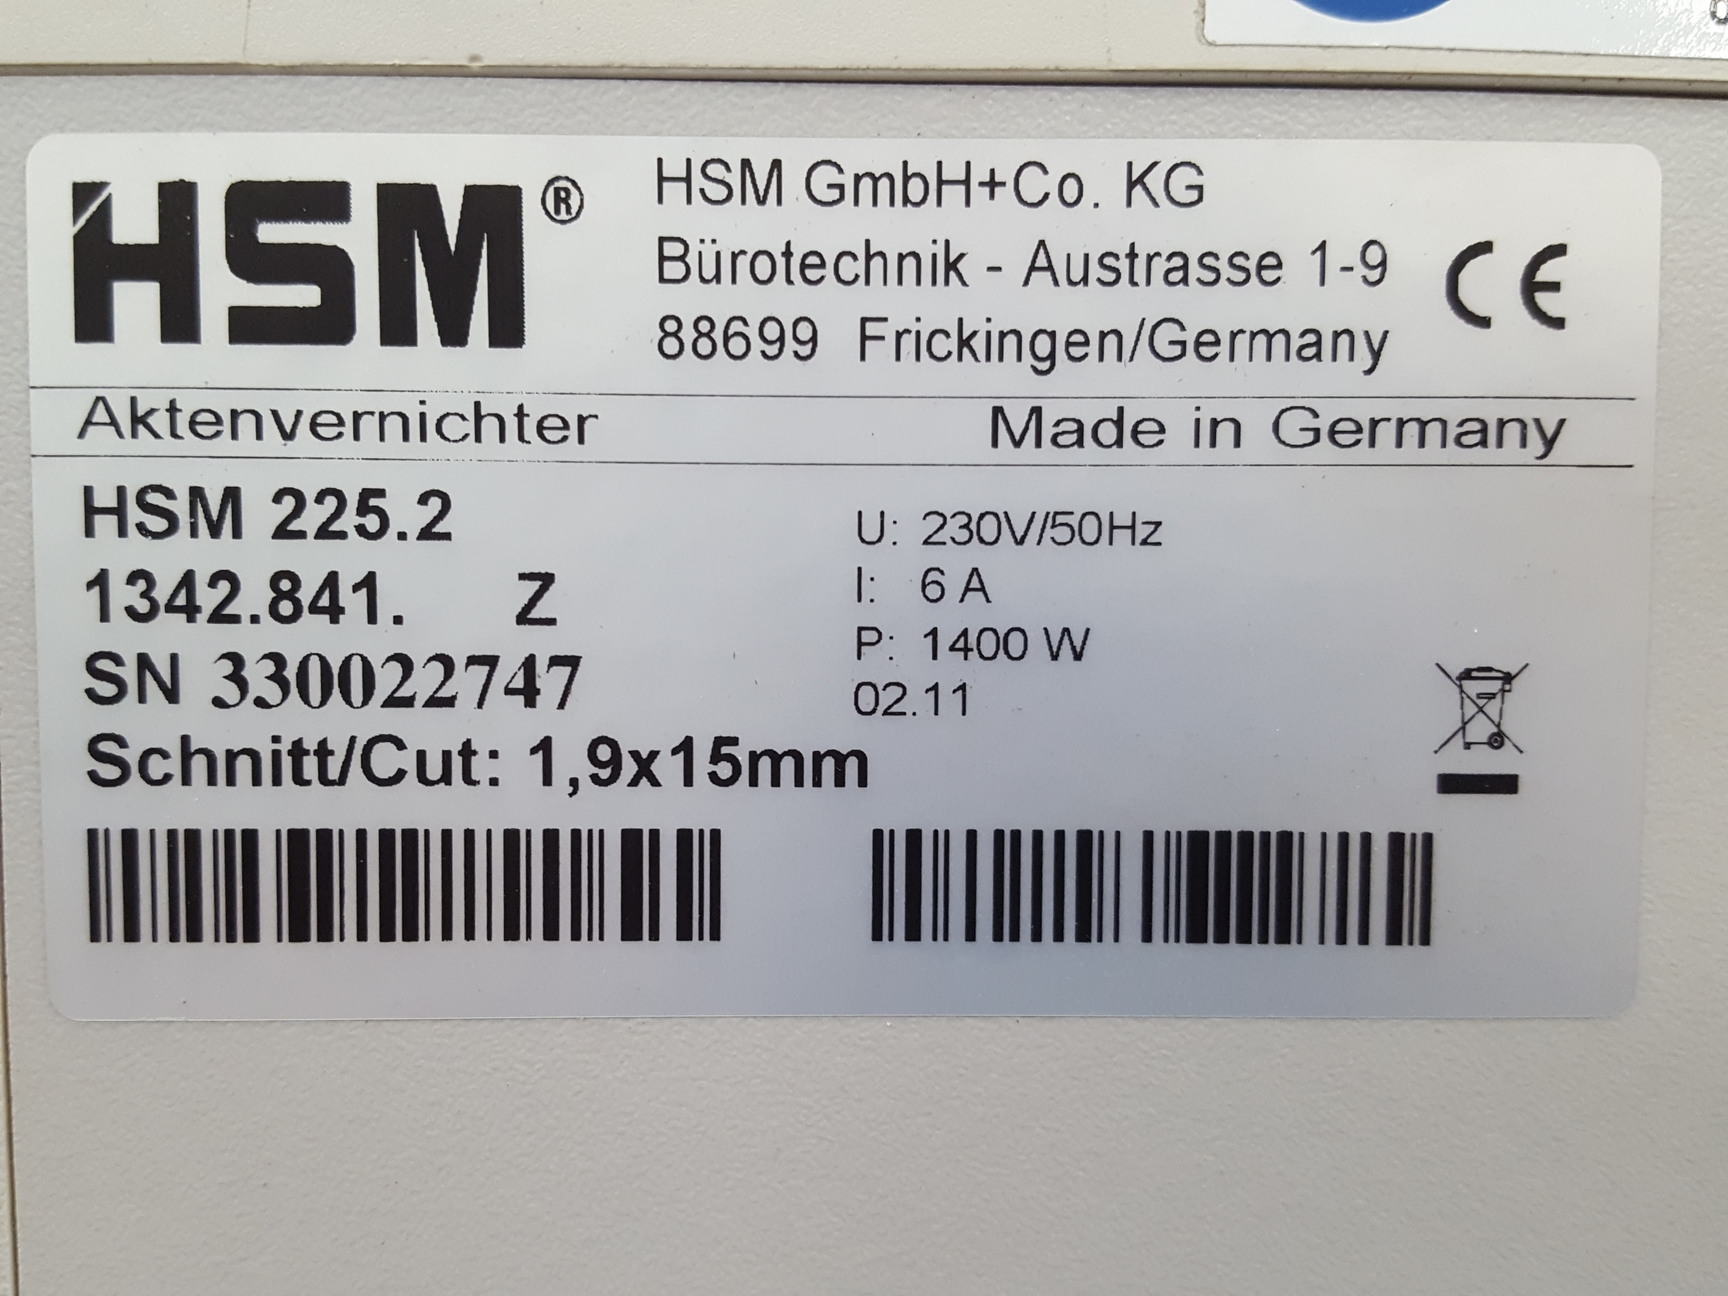 HSM®
HSM GmbH+Co. KG
Bürotechnik - Austrasse 1-9
88699 Frickingen/Germany
CE
Aktenvernichter
Made in Germany
HSM 225.2
1342.841. Z
SN 330022747
Schnitt/Cut: 1,9x15mm
U: 230V/50Hz
I: 6 A
P: 1400 W
02.11